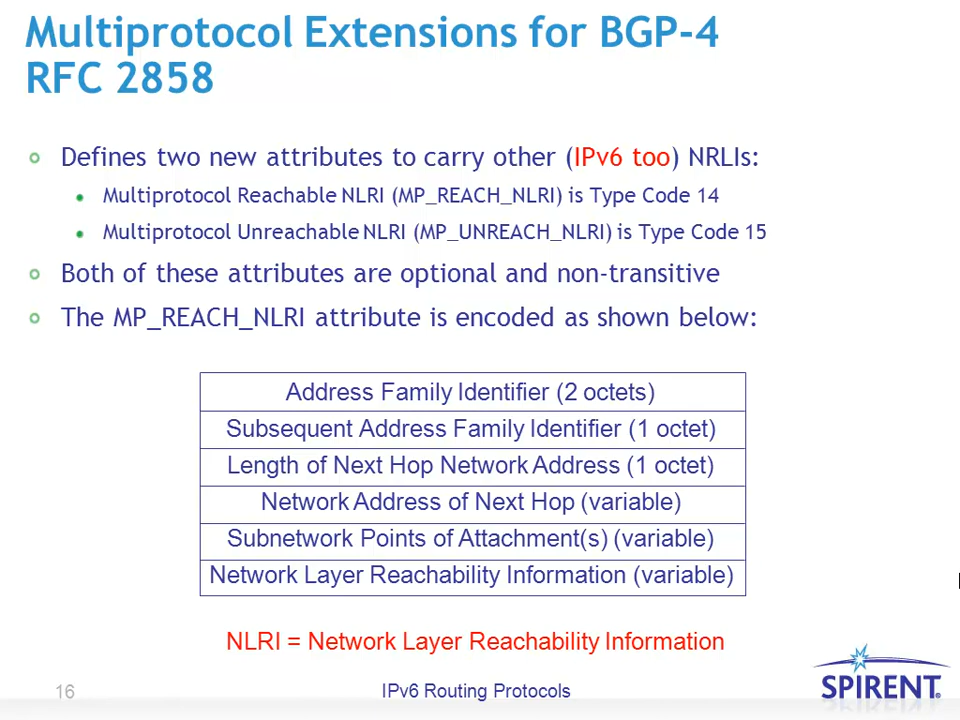 Multiprotocol Extensions for BGP-4
RFC 2858
Defines two new attributes to carry other (IPv6 too) NRLIs:
Multiprotocol Reachable NLRI (MP_REACH_NLRI) is Type Code 14
Multiprotocol Unreachable NLRI (MP_UNREACH_NLRI) is Type Code 15
Both of these attributes are optional and non-transitive
The MP_REACH_NLRI attribute is encoded as shown below:
Address Family Identifier (2 octets)
Subsequent Address Family Identifier (1 octet)
Length of Next Hop Network Address (1 octet)
Network Address of Next Hop (variable)
Subnetwork Points of Attachment(s) (variable)
Network Layer Reachability Information (variable)
NLRI = Network Layer Reachability Information
16
IPv6 Routing Protocols
SPIRENT®